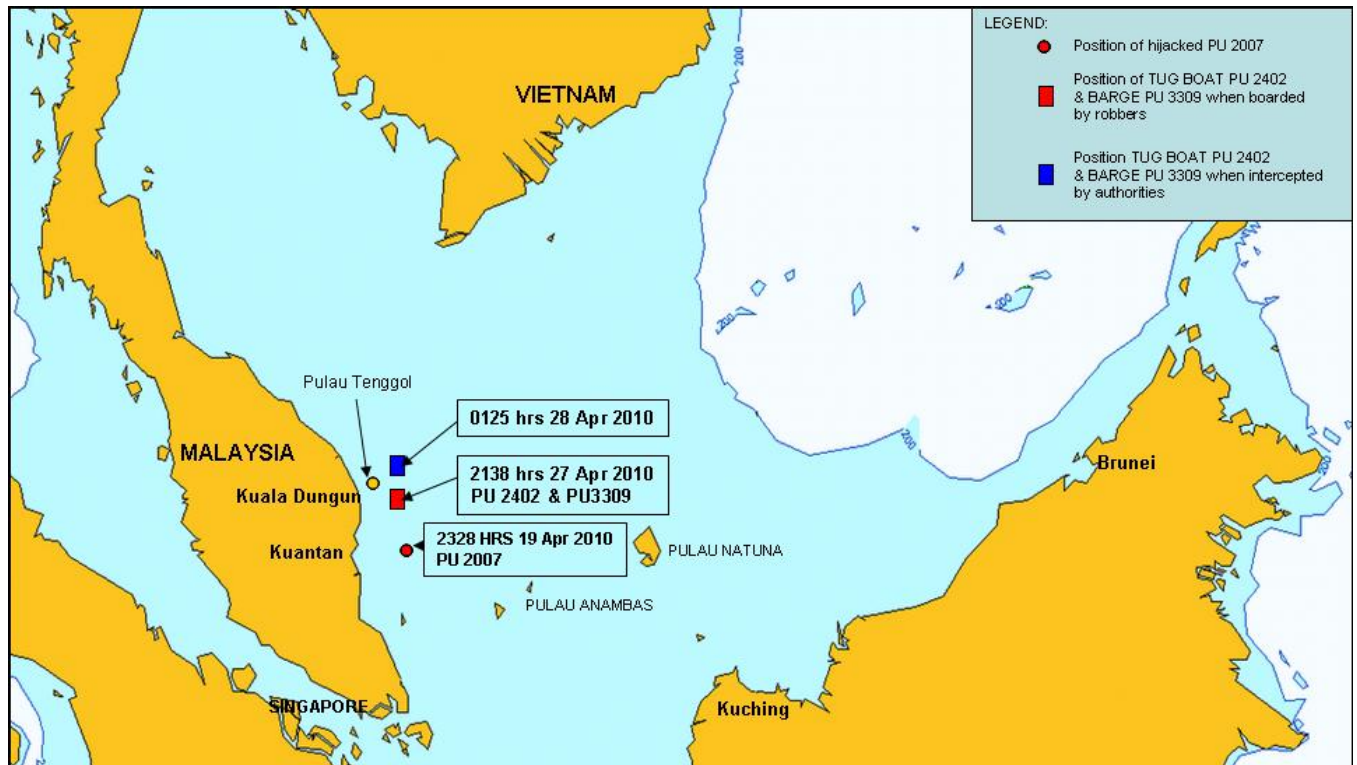 LEGEND:
Position of hijacked PU 2007
Position of TUG BOAT PU 2402
& BARGE PU 3309 when boarded
by robbers
Position TUG BOAT PU 2402
& BARGE PU 3309 when intercepted
by authorities
200
VIETNAM
200
200
200
Pulau Tenggol
0125 hrs 28 Apr 2010
MALAYSIA
2138 hrs 27 Apr 2010
PU 2402 & PU3309
Kuala Dungun
Brunei
2328 HRS 19 Apr 2010
PU 2007
Kuantan
PULAU NATUNA
PULAU ANAMBAS
SINGAPORE
Kuching